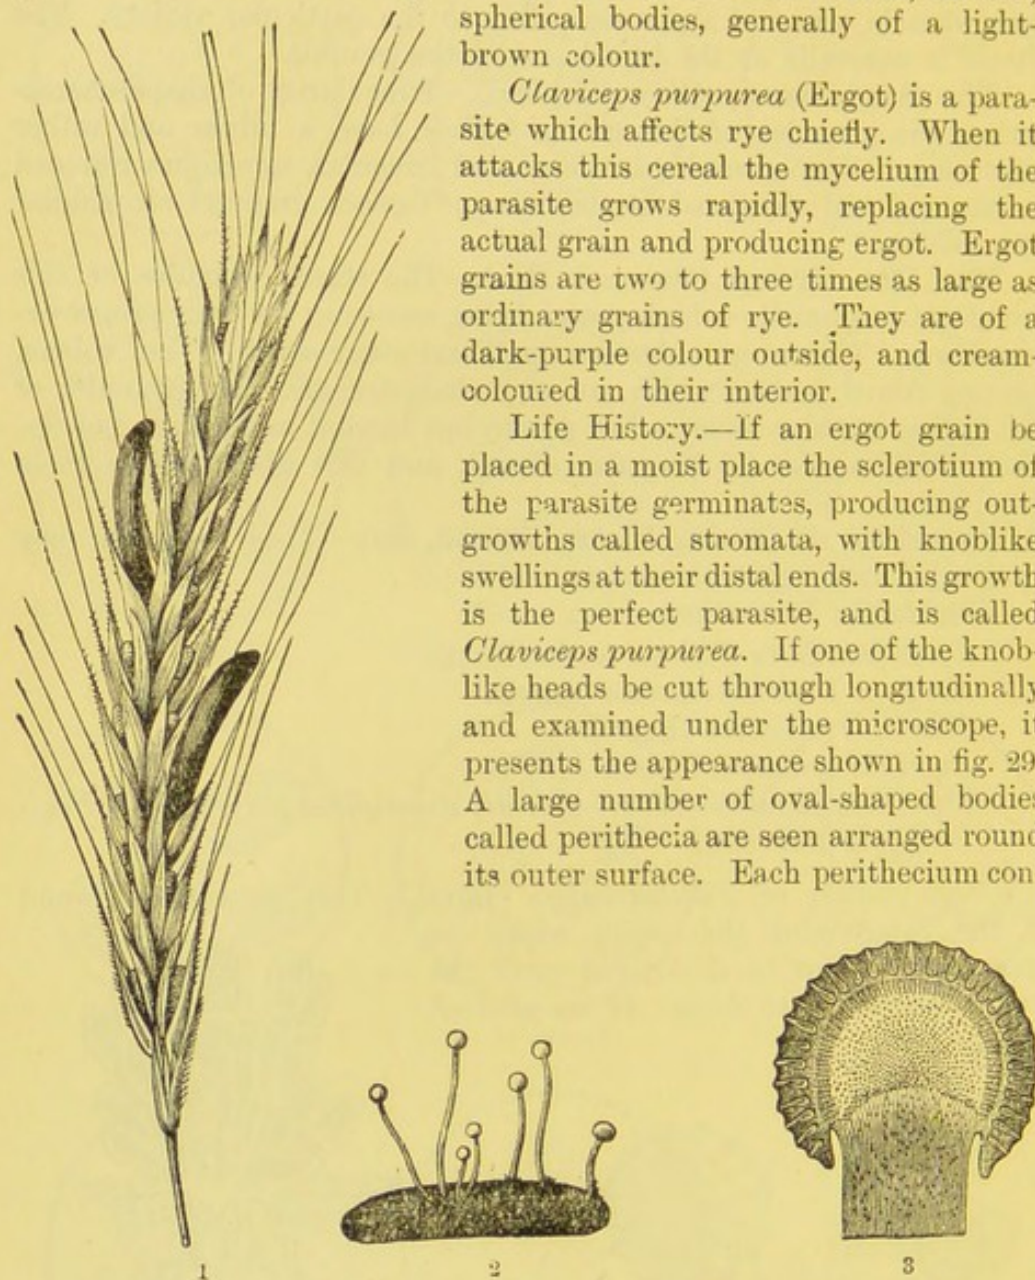 spherical bodies, generally of a light-
brown colour.
Claviceps purpurea (Ergot) is a para-
site which affects rye chiefly. When it
attacks this cereal the mycelium of the
parasite grows rapidly, replacing the
actual grain and producing ergot. Ergot
grains are two to three times as large as
ordinary grains of rye. They are of a
dark-purple colour outside, and cream-
coloured in their interior.
Life History.—If an ergot grain be
placed in a moist place the sclerotium of
the parasite germinates, producing out-
growths called stromata, with knoblike
swellings at their distal ends. This growth
is the perfect parasite, and is called
Claviceps purpurea. If one of the knob-
like heads be cut through longitudinally
and examined under the microscope, it
presents the appearance shown in fig. 29
A large number of oval-shaped bodies
called perithecia are seen arranged round
its outer surface. Each perithecium con
1 2 3